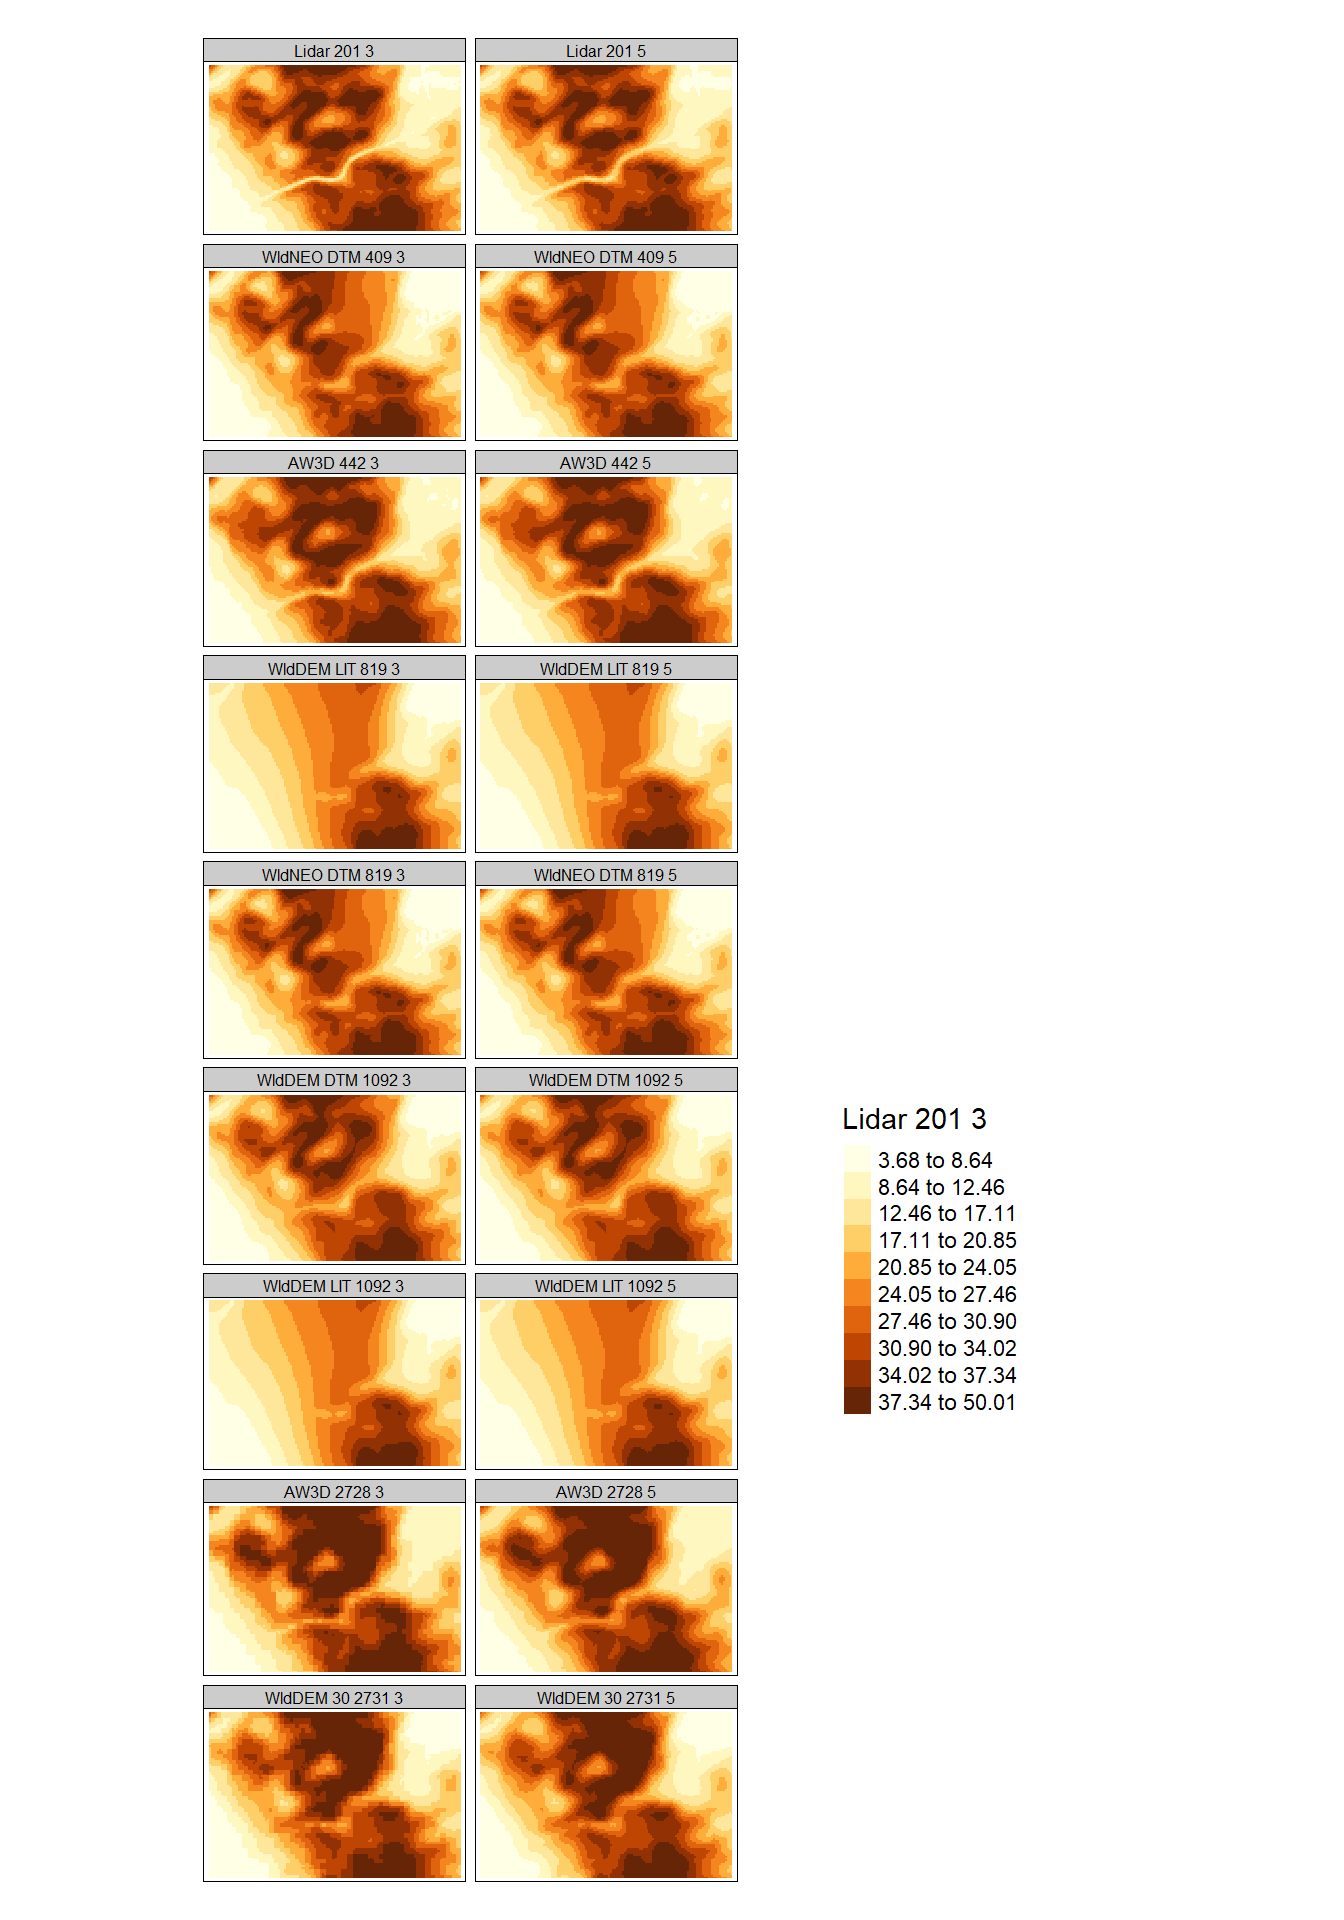 Lidar 201 3
Lidar 201 5
WldNEO DTM 409 3
WldNEO DTM 409 5
AW3D 442 3
AW3D 442 5
WldDEM LIT 819 3
WldDEM LIT 819 5
WldNEO DTM 819 3
WldNEO DTM 819 5
WldDEM DTM 1092 3
WldDEM DTM 1092 5
WldDEM LIT 1092 3
WldDEM LIT 1092 5
AW3D 2728 3
AW3D 2728 5
WldDEM 30 2731 3
WldDEM 30 2731 5
Lidar 201 3
3.68 to 8.64
8.64 to 12.46
12.46 to 17.11
17.11 to 20.85
20.85 to 24.05
24.05 to 27.46
27.46 to 30.90
30.90 to 34.02
34.02 to 37.34
37.34 to 50.01